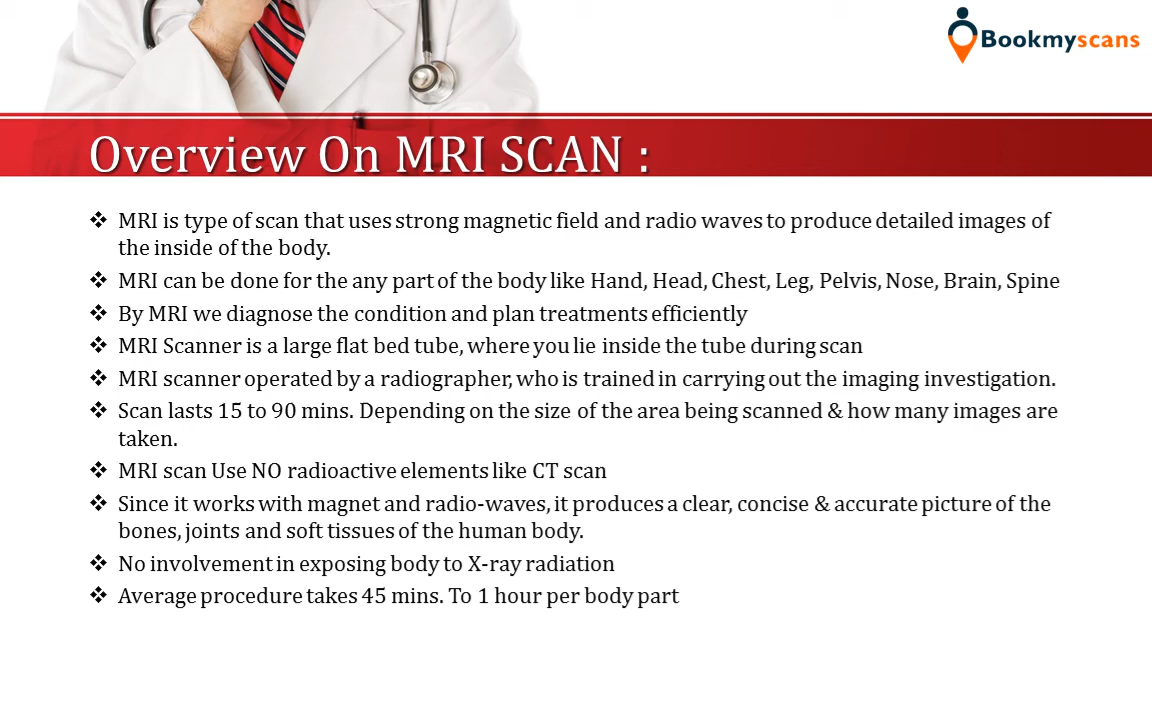 Bookmyscans
Overview On MRI SCAN :
❖ MRI is type of scan that uses strong magnetic field and radio waves to produce detailed images of
the inside of the body.
❖ MRI can be done for the any part of the body like Hand, Head, Chest, Leg, Pelvis, Nose, Brain, Spine
❖ By MRI we diagnose the condition and plan treatments efficiently
❖ MRI Scanner is a large flat bed tube, where you lie inside the tube during scan
❖ MRI scanner operated by a radiographer, who is trained in carrying out the imaging investigation.
❖ Scan lasts 15 to 90 mins. Depending on the size of the area being scanned & how many images are
taken.
❖ MRI scan Use NO radioactive elements like CT scan
❖ Since it works with magnet and radio-waves, it produces a clear, concise & accurate picture of the
bones, joints and soft tissues of the human body.
❖ No involvement in exposing body to X-ray radiation
❖ Average procedure takes 45 mins. To 1 hour per body part